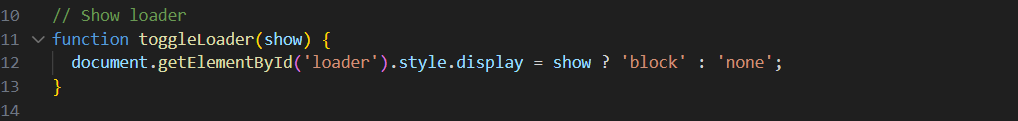 10 // Show loader
11 function toggleLoader(show) {
12 document.getElementById('loader').style.display = show ? 'block' : 'none';
13 }
14